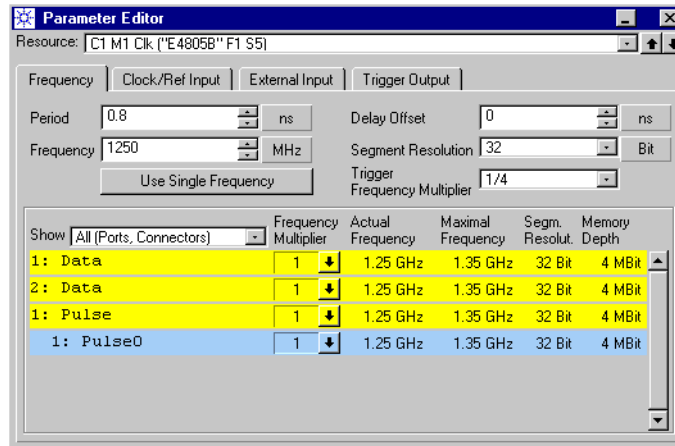 Parameter Editor
Resource: C1 M1 Clk ("E4805B" F1 S5)
Frequency Clock/Ref Input External Input Trigger Output
Period 0.8 ns Delay Offset 0 ns
Frequency 1250 MHz Segment Resolution 32 Bit
Use Single Frequency Trigger Frequency Multiplier 1/4
Show All (Ports, Connectors) Frequency Multiplier Actual Frequency Maximal Frequency Segm. Resolut. Memory Depth
1: Data 1 1.25 GHz 1.35 GHz 32 Bit 4 MBit
2: Data 1 1.25 GHz 1.35 GHz 32 Bit 4 MBit
1: Pulse 1 1.25 GHz 1.35 GHz 32 Bit 4 MBit
1: PulseO 1 1.25 GHz 1.35 GHz 32 Bit 4 MBit